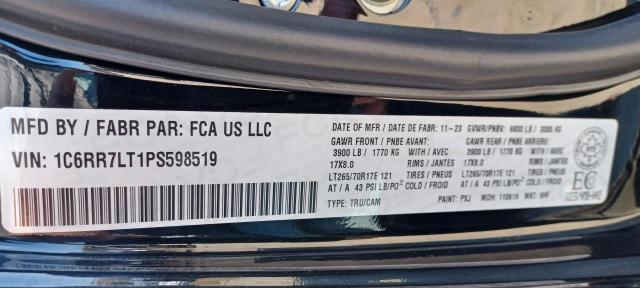 MFD BY / FABR PAR: FCA US LLC
VIN: 1C6RR7LT1PS598519
DATE OF MFR / DATE DE FABR: 11-23 GVWR/PNBV: 6800 LB / 3085 KG
GAWR FRONT / PNBE AVANT GAWR REAR / PNBE ARRIERE
3900 LB / 1770 KG WITH / AVEC 3900 LB / 1770 KG WITH / AVEC
17X8.0 RIMS / JANTES 17X8.0 RIMS / JANTES
LT265/70R17E 121 TIRES / PNEUS LT265/70R17E 121 TIRES / PNEUS
AT / A 43 PSI LB/PO² COLD / FROID AT / A 43 PSI LB/PO² COLD / FROID
TYPE: TRU/CAM PAINT: PXJ MDH: 110619
EC